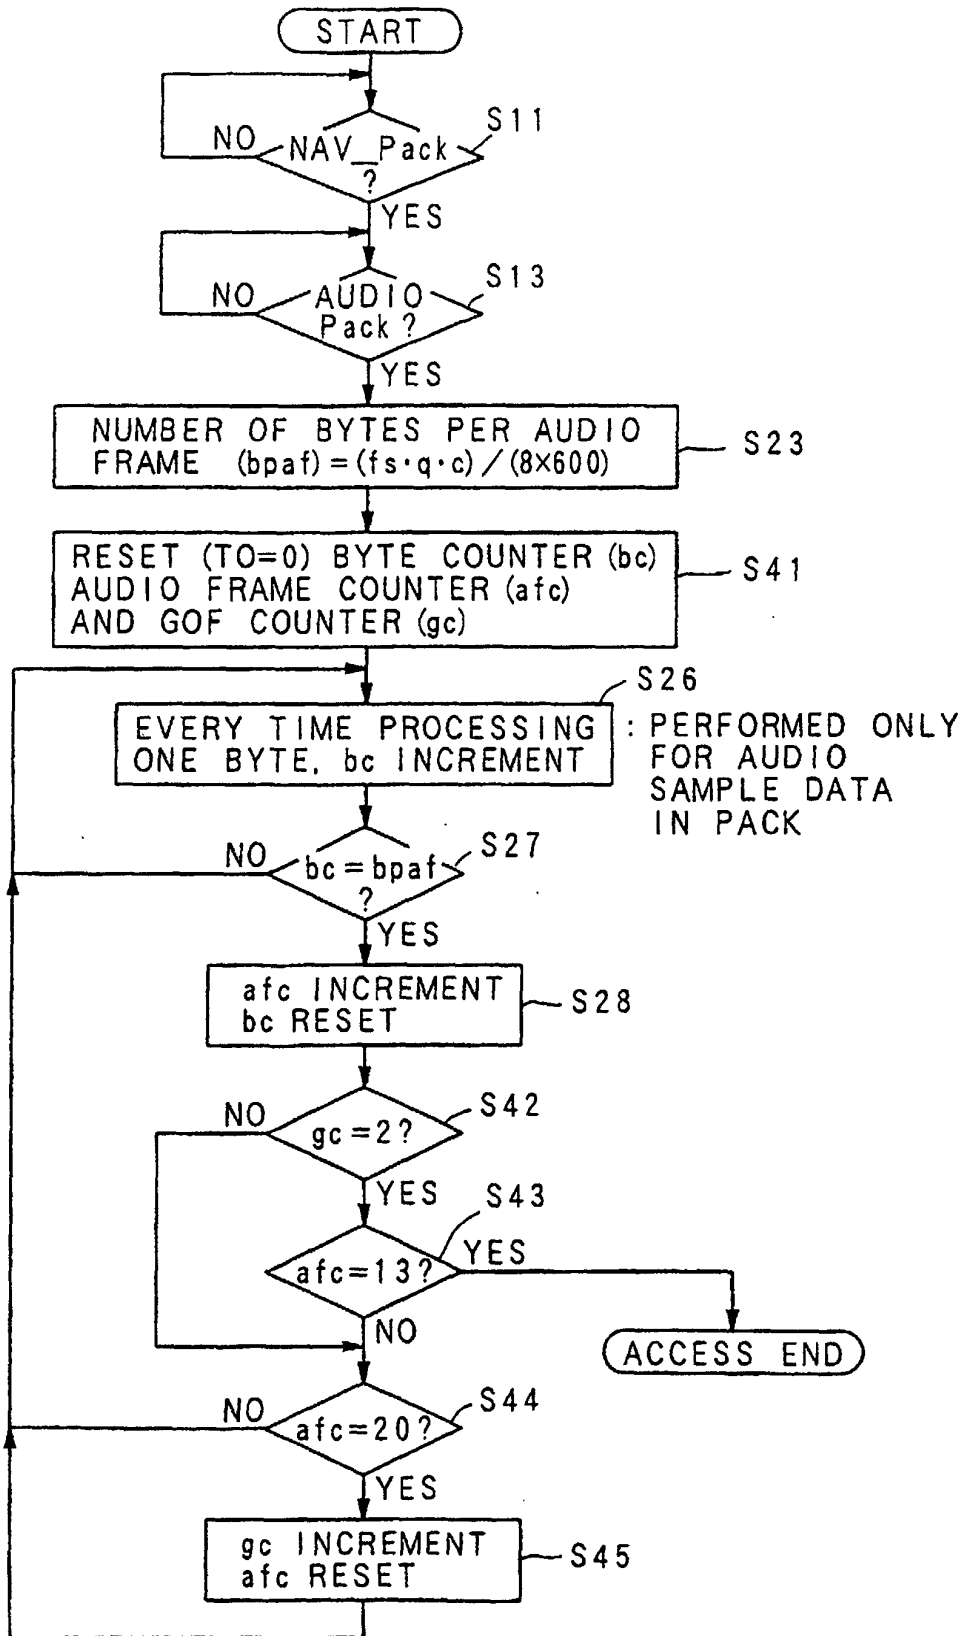 START
S11
NO
NAV_Pack
?
YES
S13
NO
AUDIO
Pack?
YES
NUMBER OF BYTES PER AUDIO
FRAME (bpaf)=(fs·q·c)/(8×600)
S23
RESET (TO=0) BYTE COUNTER (bc)
AUDIO FRAME COUNTER (afc)
AND GOF COUNTER (gc)
S41
S26
EVERY TIME PROCESSING
ONE BYTE, bc INCREMENT
: PERFORMED ONLY
FOR AUDIO
SAMPLE DATA
IN PACK
S27
NO
bc=bpaf
?
YES
afc INCREMENT
bc RESET
S28
S42
NO
gc=2?
YES
S43
afc=13?
YES
NO
ACCESS END
S44
NO
afc=20?
YES
gc INCREMENT
afc RESET
S45